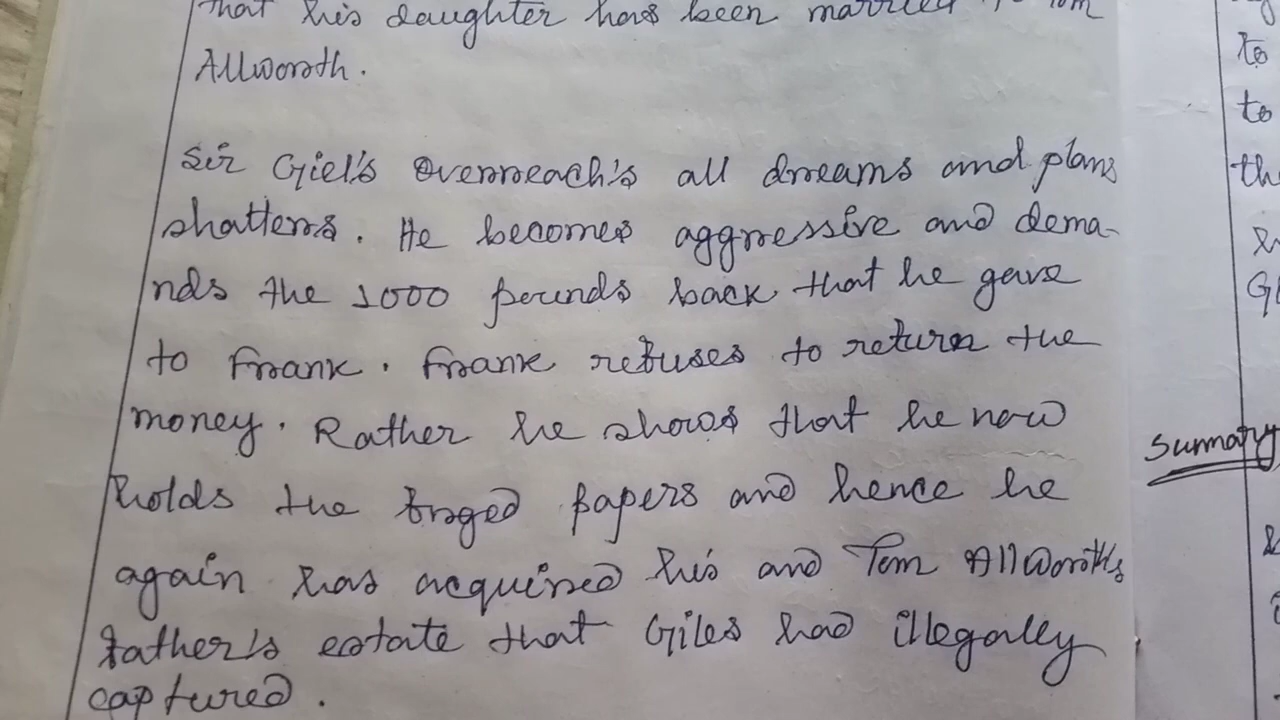 that his daughter has been married to Tom
Allworth.
Sir Giel's Overreach's all dreams and plans
shatters. He becomes aggressive and dema-
nds the 1000 pounds back that he gave
to Frank. Frank refuses to return the
money. Rather he shows that he now
holds the forged papers and hence he
again has acquired his and Tom Allworth's
father's estate that Giles had illegally
captured.
to
to
the
Summary